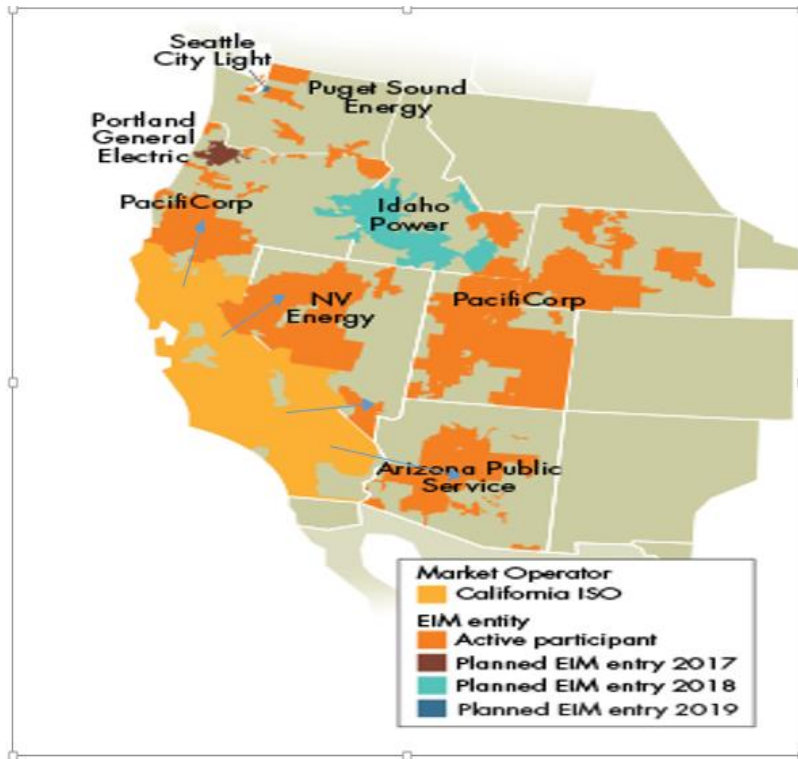 Seattle
City Light
Puget Sound
Energy
Portland
General
Electric
PacifiCorp
Idaho
Power
NV
Energy
PacifiCorp
Arizona Public
Service
Market Operator
California ISO
EIM entity
Active participant
Planned EIM entry 2017
Planned EIM entry 2018
Planned EIM entry 2019